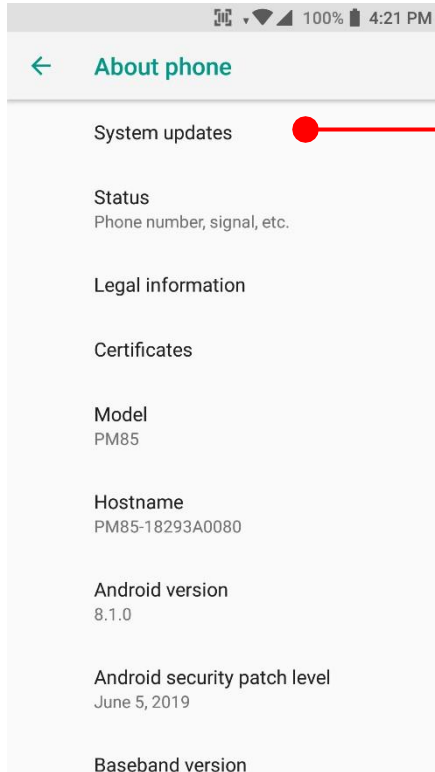 100% 4:21 PM
About phone
System updates
Status
Phone number, signal, etc.
Legal information
Certificates
Model
PM85
Hostname
PM85-18293A0080
Android version
8.1.0
Android security patch level
June 5, 2019
Baseband version